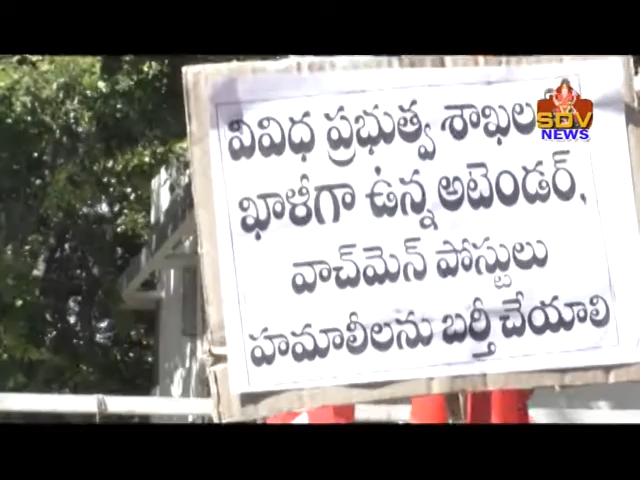 వివిధ ప్రభుత్వ శాఖల
ఖాళీగా ఉన్న అటెండర్,
వాచ్‌మెన్ పోస్టులు
హమాలీలను బర్తీ చేయాలి
SDV
NEWS